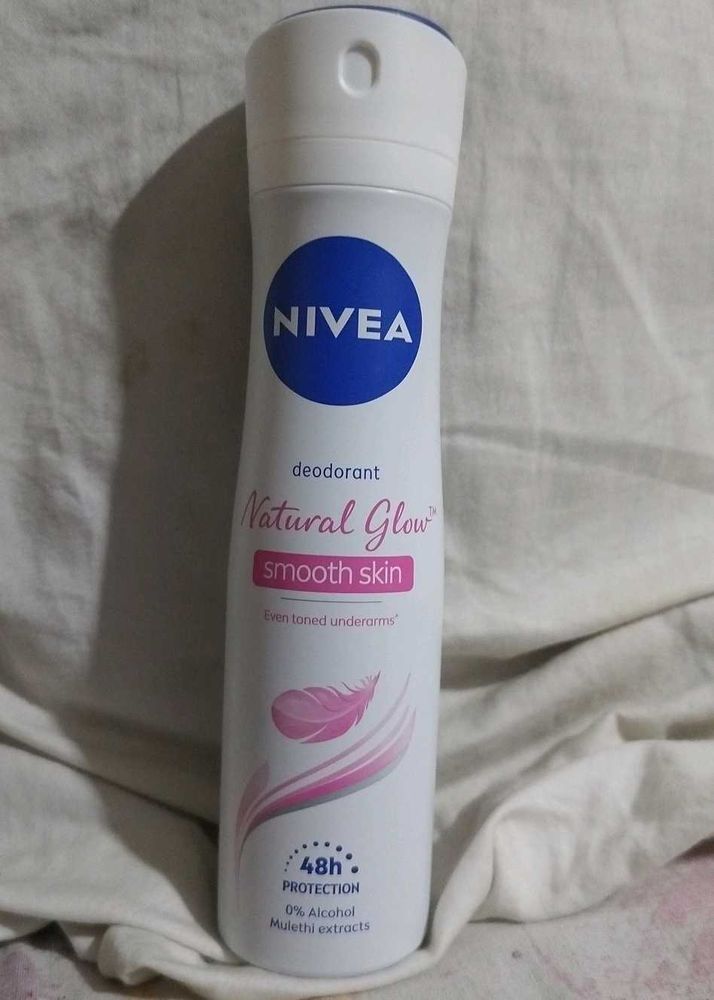 NIVEA
deodorant
Natural Glow™
smooth skin
Even toned underarms*
48h
PROTECTION
0% Alcohol
Mulethi extracts